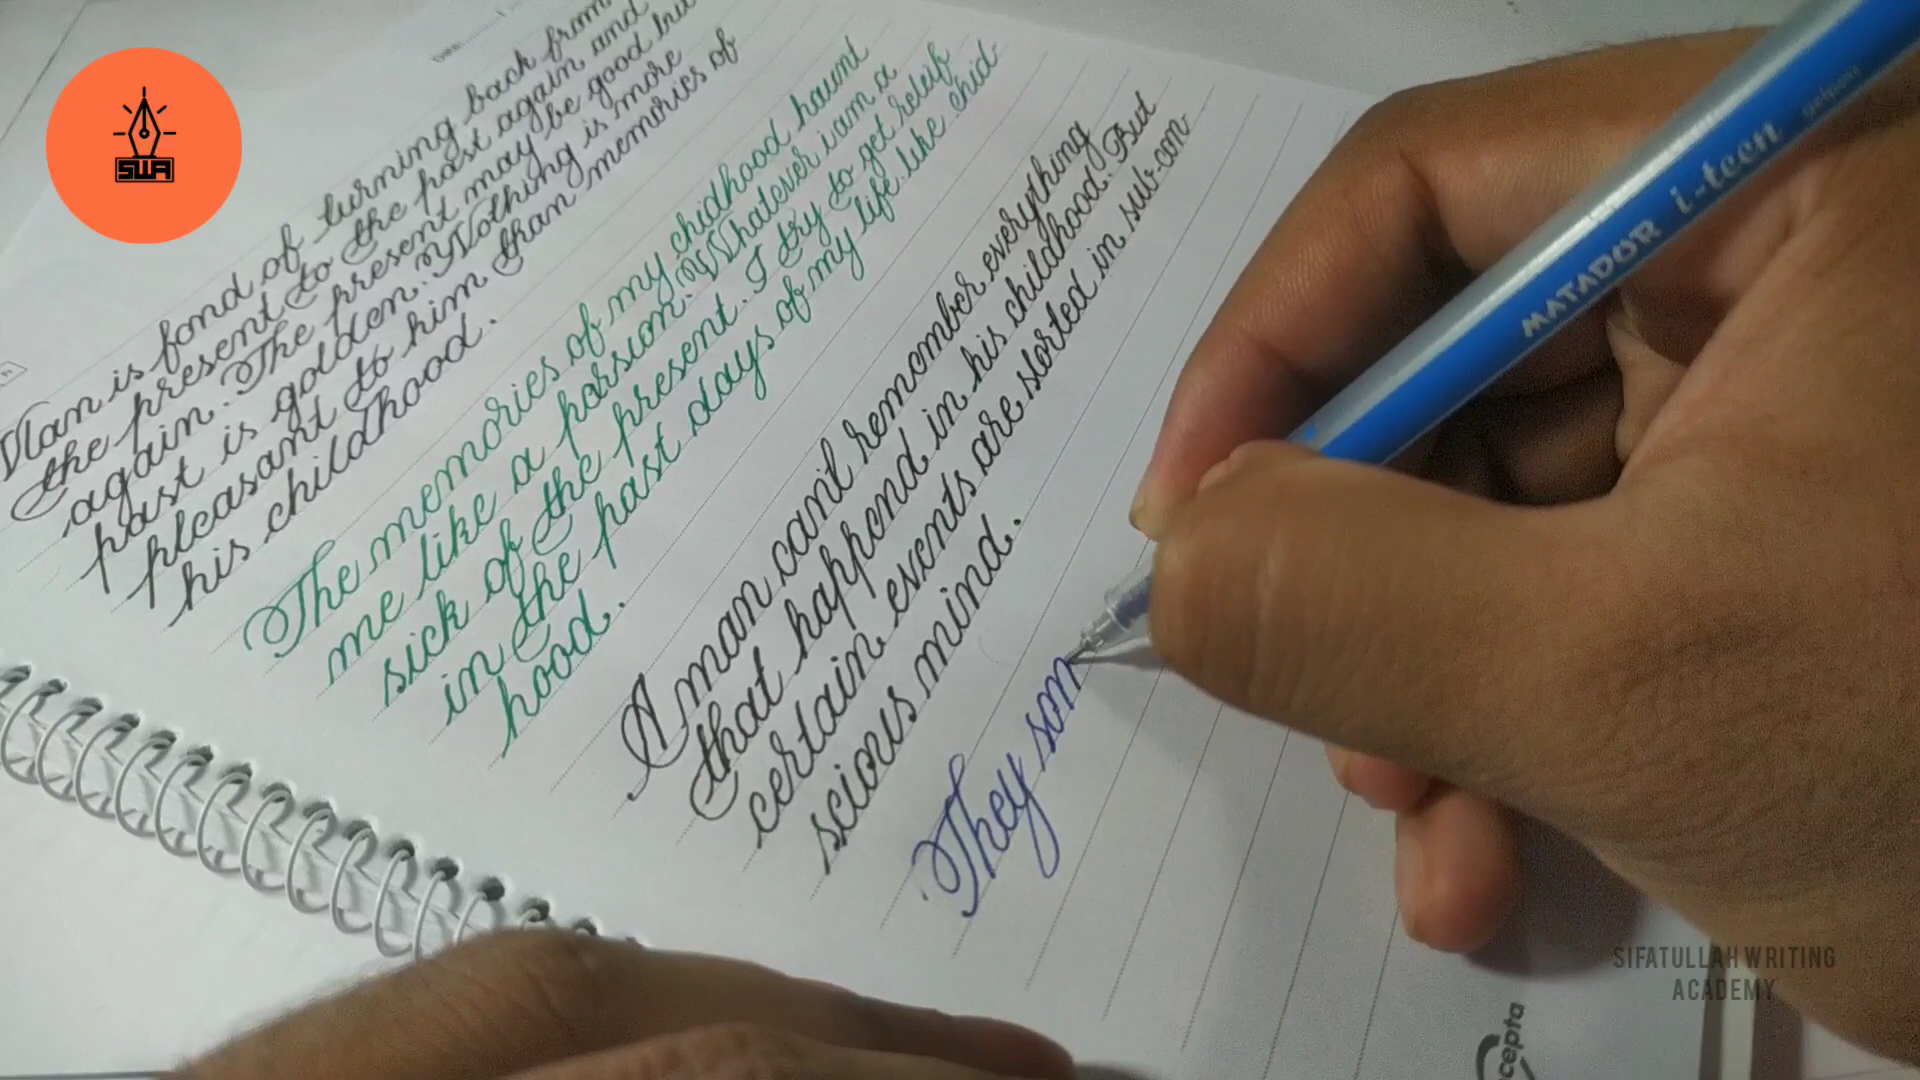 SWA
Man is fond of turning back from
the present to the past again and
again. The present may be good but
past is golden. Nothing is more
pleasant to him than memories of
his childhood.
The memories of my chidhood haunt
me like a parsion. Whatever i am a
sick of the present. I try to get releif
in the past days of my life like chid
hood.
A man can't remember everything
that happend in his childhood. But
certain events are storted in sub-con
scious mind.
They som
MATADOR i-teen
SIFATULLAH WRITING
ACADEMY
cepta